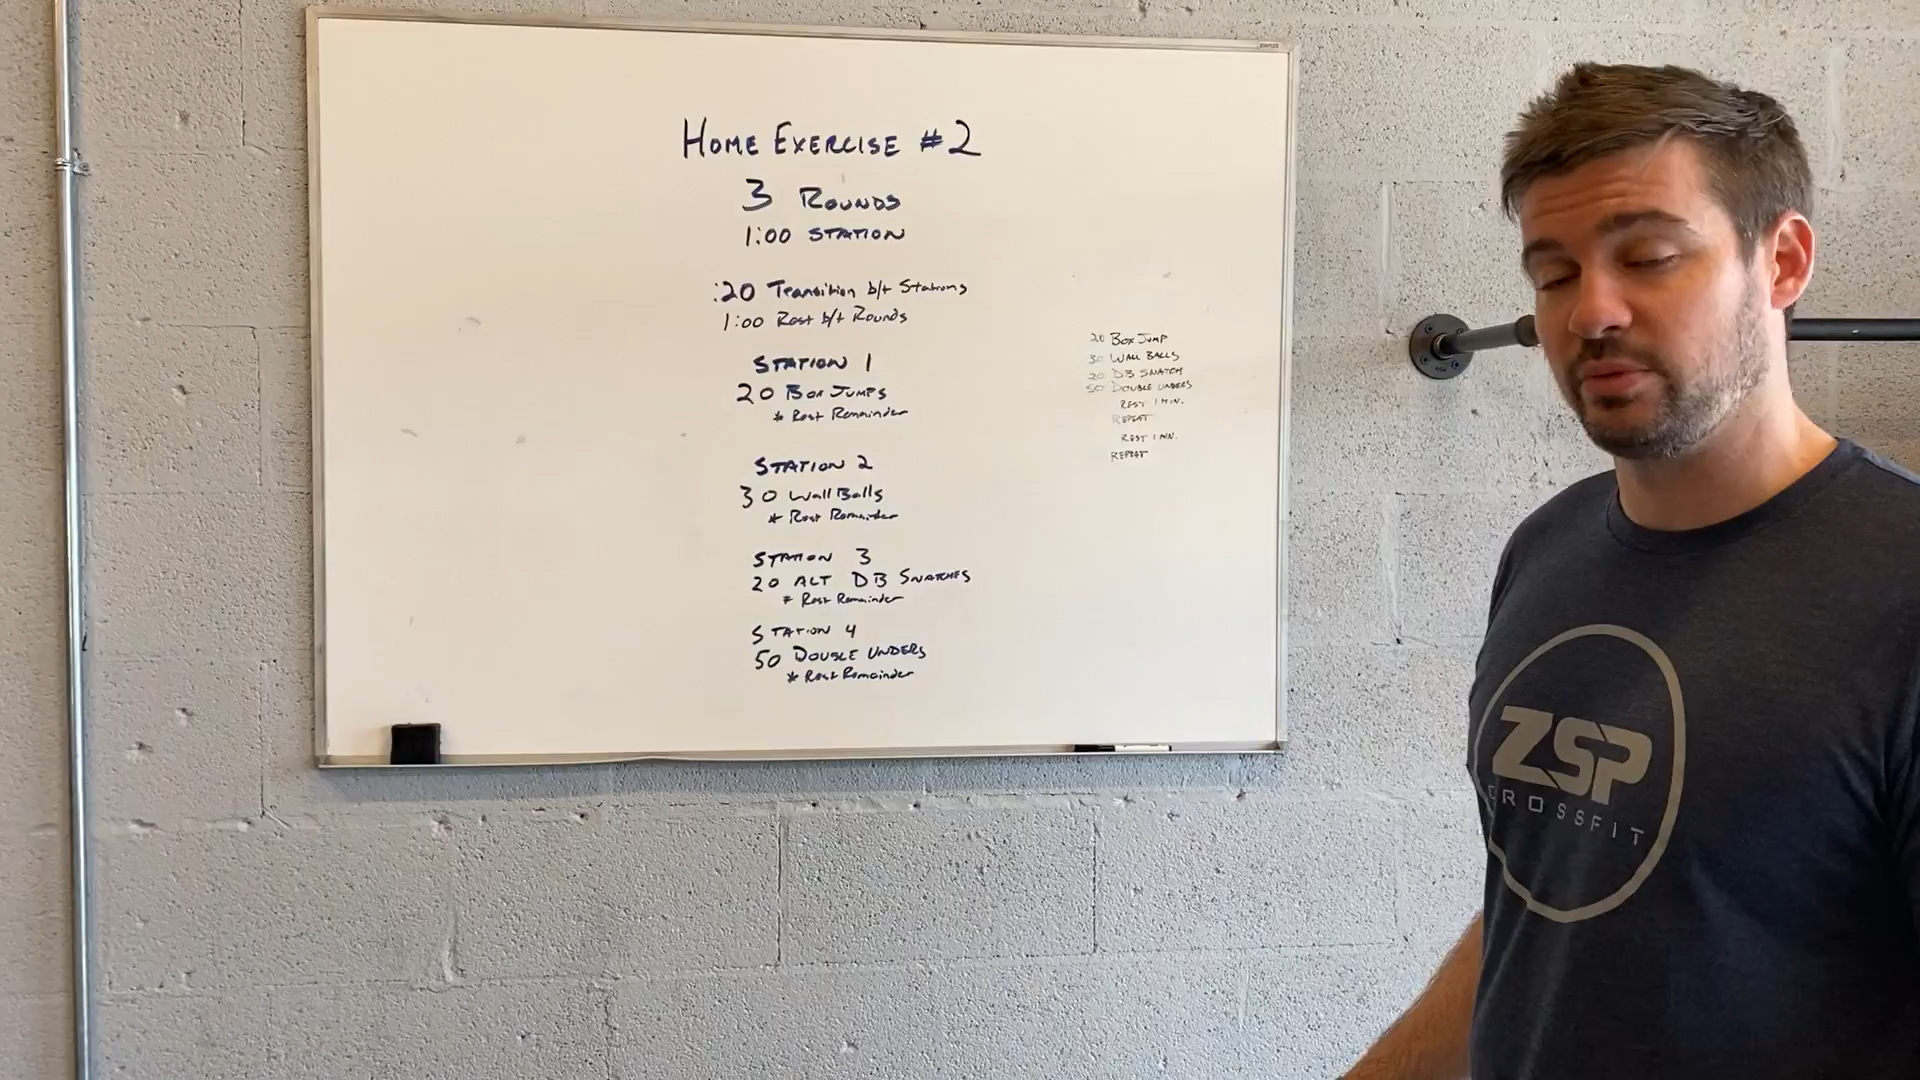 HOME EXERCISE #2
3 ROUNDS
1:00 STATION
:20 Transition b/t Stations
1:00 Rest b/t Rounds
STATION 1
20 BOX JUMPS
* Rest Remainder
STATION 2
30 Wall Balls
* Rest Remainder
STATION 3
20 ALT DB SNATCHES
* Rest Remainder
STATION 4
50 DOUBLE UNDERS
* Rest Remainder
20 BOX JUMP
30 WALL BALLS
20 DB SNATCH
50 DOUBLE UNDERS
REST 1 MIN.
REPEAT
REST 1 MIN.
REPEAT
ZSP
CROSSFIT